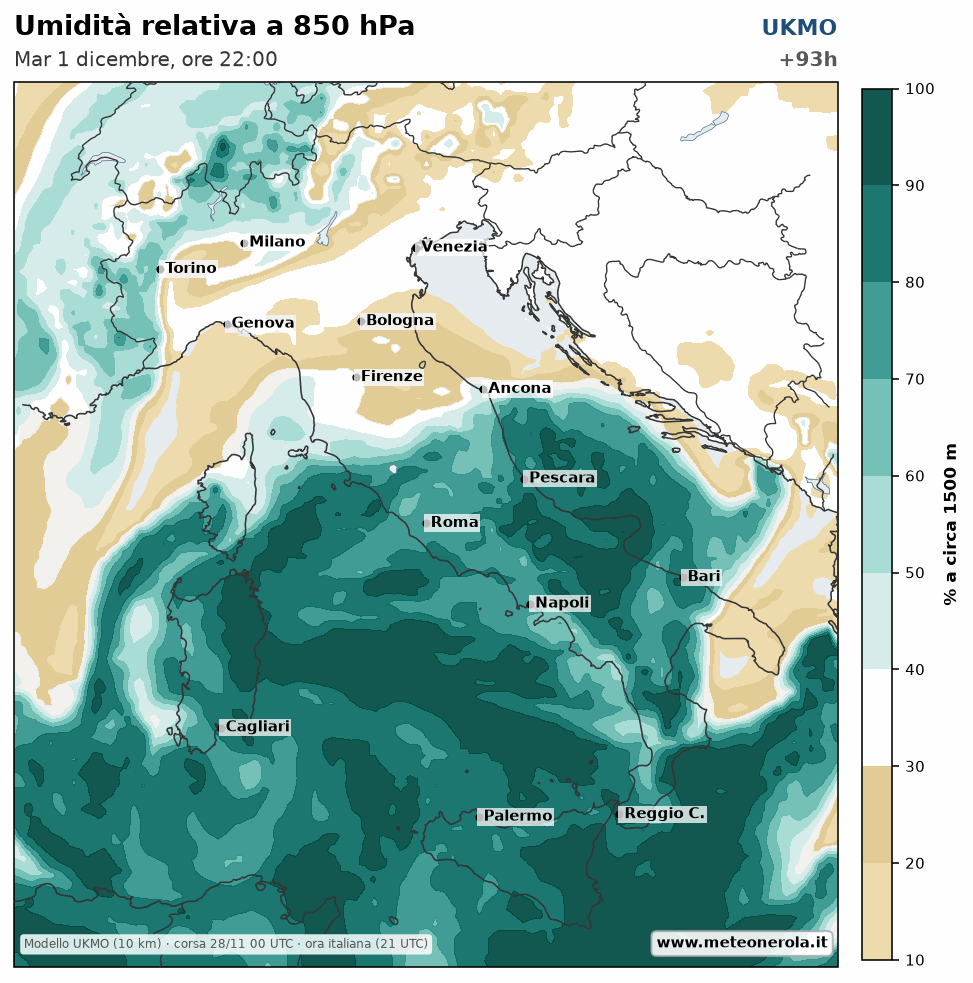 Umidità relativa a 850 hPa
UKMO
Mar 1 dicembre, ore 22:00
+93h
Milano
Venezia
Torino
Genova
Bologna
Firenze
Ancona
Pescara
Roma
Bari
Napoli
Cagliari
Palermo
Reggio C.
100
90
80
70
60
50
40
30
20
10
% a circa 1500 m
Modello UKMO (10 km) · corsa 28/11 00 UTC · ora italiana (21 UTC)
www.meteonerola.it